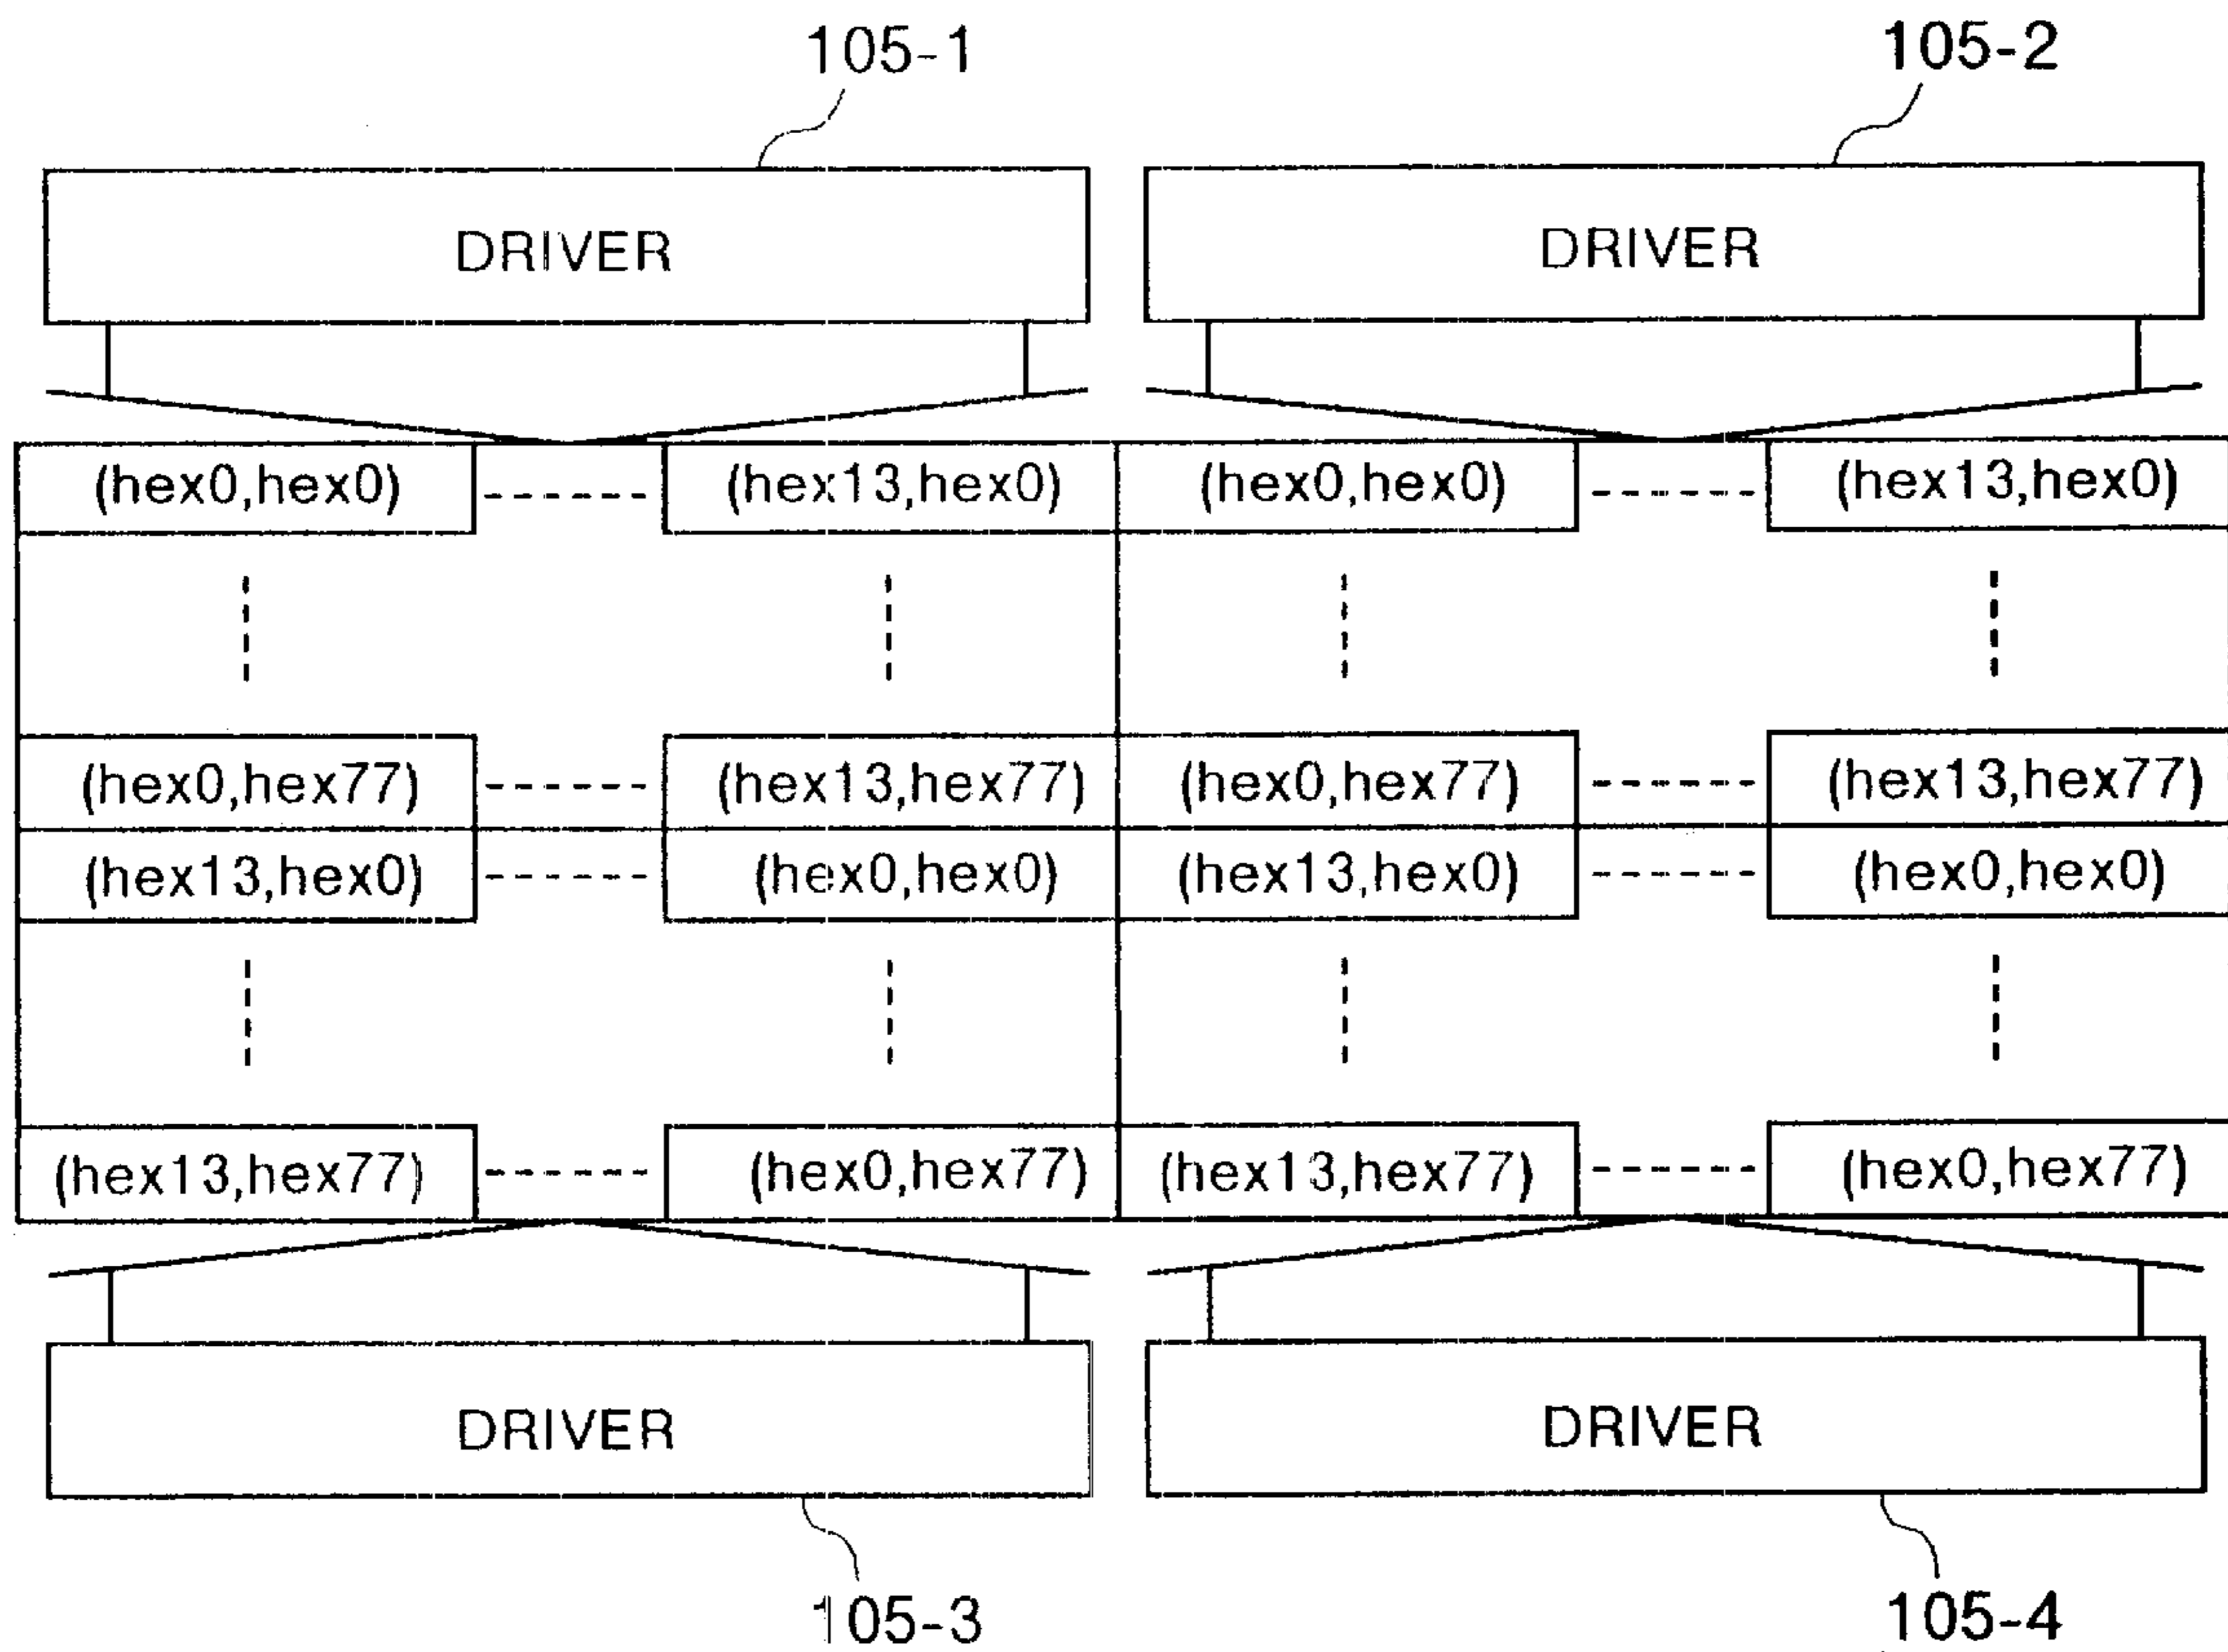 105-1 105-2
DRIVER DRIVER
(hex0,hex0) (hex13,hex0) (hex0,hex0) (hex13,hex0)
(hex0,hex77) (hex13,hex77) (hex0,hex77) (hex13,hex77)
(hex13,hex0) (hex0,hex0) (hex13,hex0) (hex0,hex0)
(hex13,hex77) (hex0,hex77) (hex13,hex77) (hex0,hex77)
DRIVER DRIVER
105-3 105-4